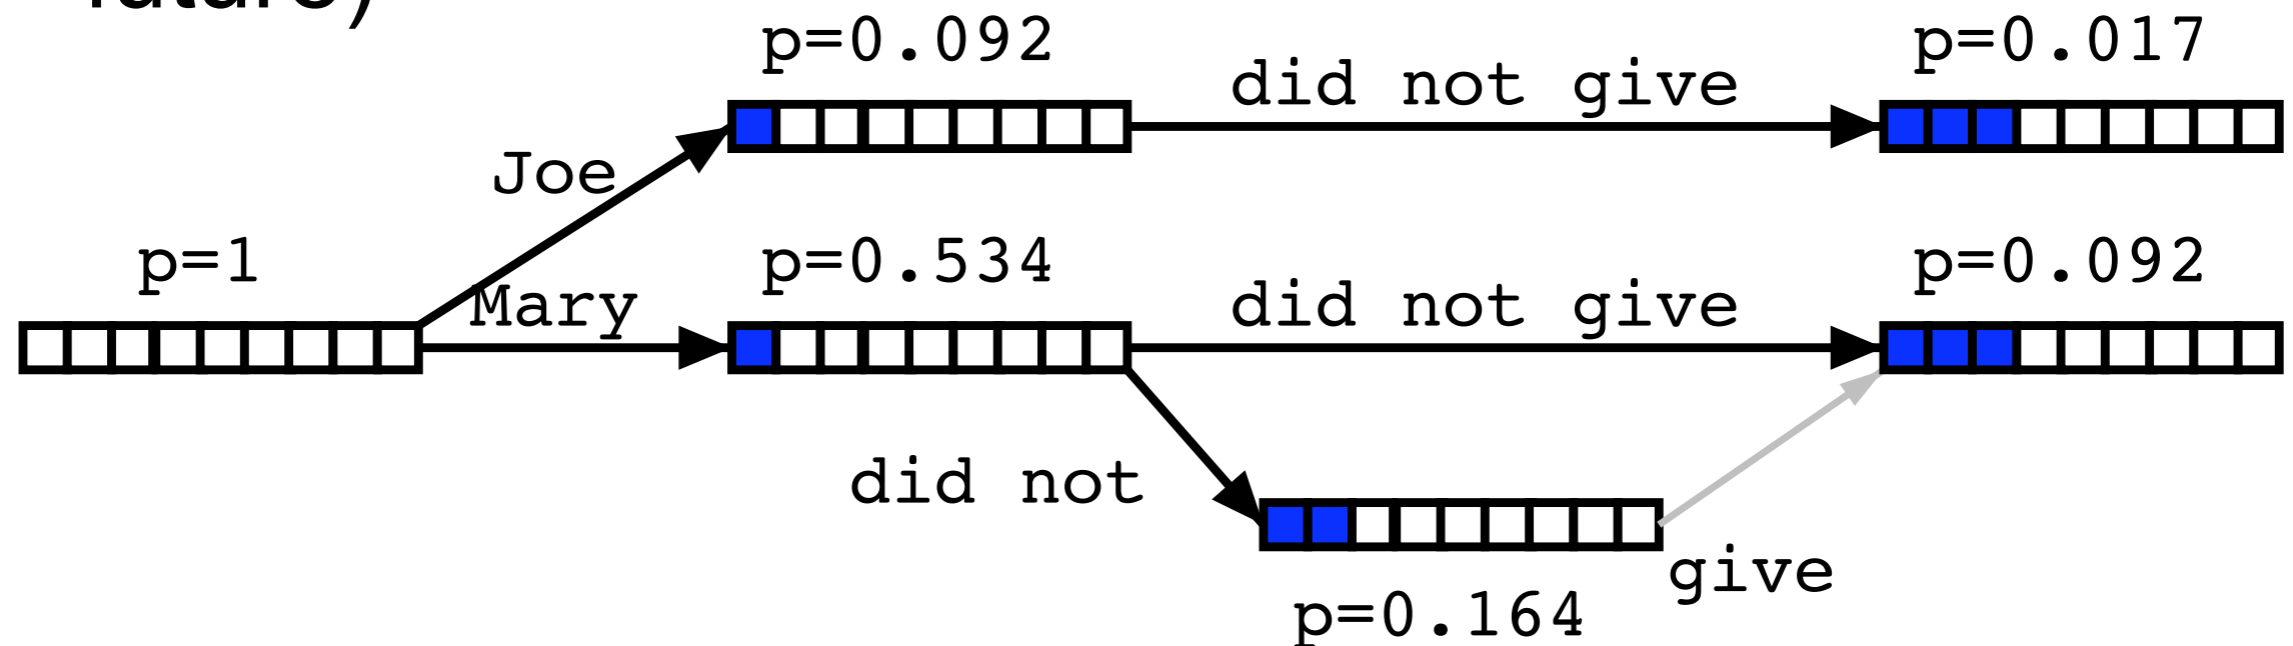 future)
p=0.092
p=0.017
did not give
Joe
p=1
p=0.534
p=0.092
Mary
did not give
did not
give
p=0.164